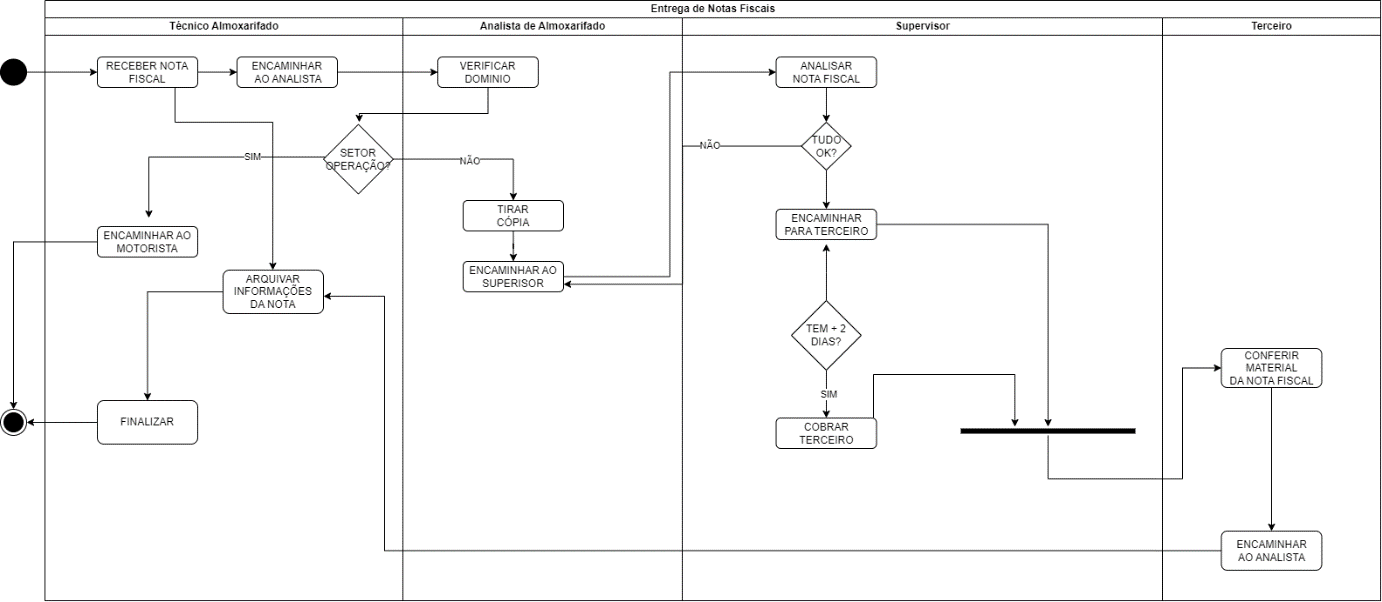 Entrega de Notas Fiscais
Técnico Almoxarifado
Analista de Almoxarifado
Supervisor
Terceiro
RECEBER NOTA
FISCAL
ENCAMINHAR
AO ANALISTA
VERIFICAR
DOMINIO
ANALISAR
NOTA FISCAL
SETOR
OPERAÇÃO?
SIM
NÃO
NÃO
TUDO
OK?
TIRAR
CÓPIA
ENCAMINHAR
PARA TERCEIRO
ENCAMINHAR AO
MOTORISTA
ENCAMINHAR AO
SUPERISOR
ARQUIVAR
INFORMAÇÕES
DA NOTA
TEM + 2
DIAS?
CONFERIR
MATERIAL
DA NOTA FISCAL
SIM
FINALIZAR
COBRAR
TERCEIRO
ENCAMINHAR
AO ANALISTA